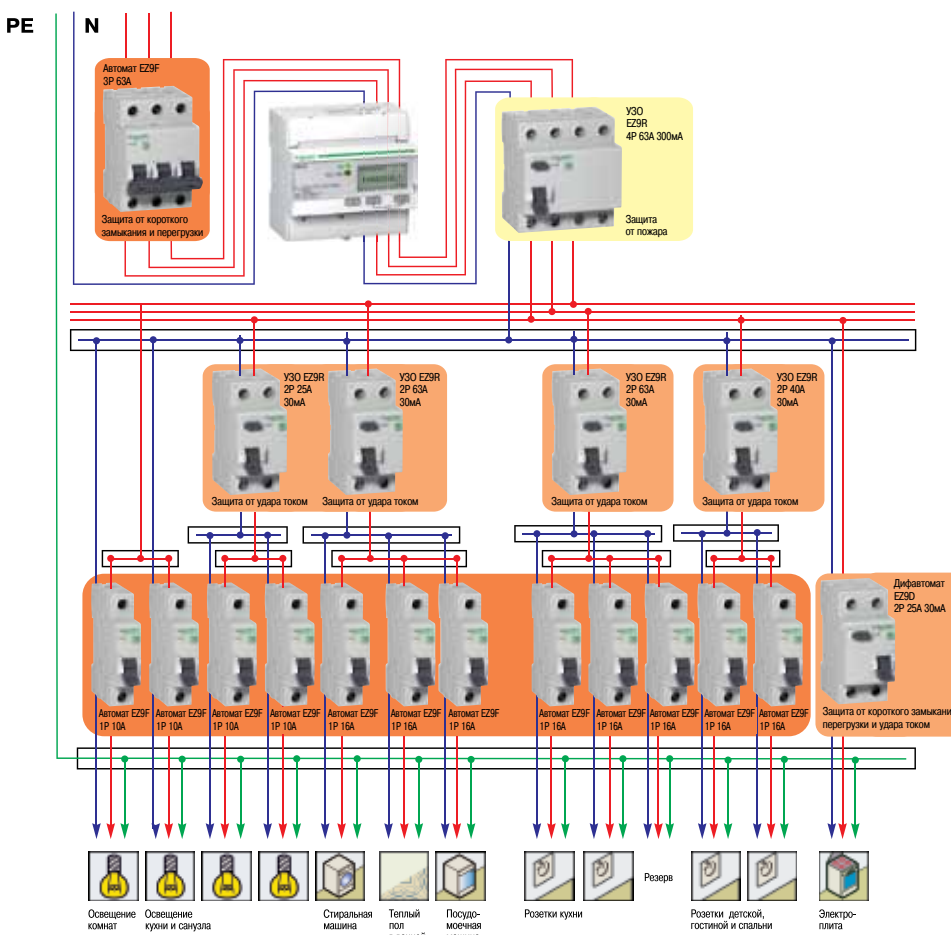 PE
N
Автомат EZ9F
3P 63A
Защита от короткого
замыкания и перегрузки
УЗО
EZ9R
4P 63A 300мА
Защита
от пожара
УЗО EZ9R
2P 25A
30мА
Защита от удара током
УЗО EZ9R
2P 63A
30мА
Защита от удара током
УЗО EZ9R
2P 63A
30мА
Защита от удара током
УЗО EZ9R
2P 40A
30мА
Защита от удара током
Дифавтомат
EZ9D
2P 25A 30мА
Защита от короткого замыкани
перегрузки и удара током
Автомат EZ9F
1P 10A
Автомат EZ9F
1P 10A
Автомат EZ9F
1P 10A
Автомат EZ9F
1P 10A
Автомат EZ9F
1P 16A
Автомат EZ9F
1P 16A
Автомат EZ9F
1P 16A
Автомат EZ9F
1P 16A
Автомат EZ9F
1P 16A
Автомат EZ9F
1P 16A
Автомат EZ9F
1P 16A
Автомат EZ9F
1P 16A
Освещение
комнат
Освещение
кухни и санузла
Стиральная
машина
Теплый
пол
Посудо-
моечная
Розетки кухни
Резерв
Розетки детской,
гостиной и спальни
Электро-
плита